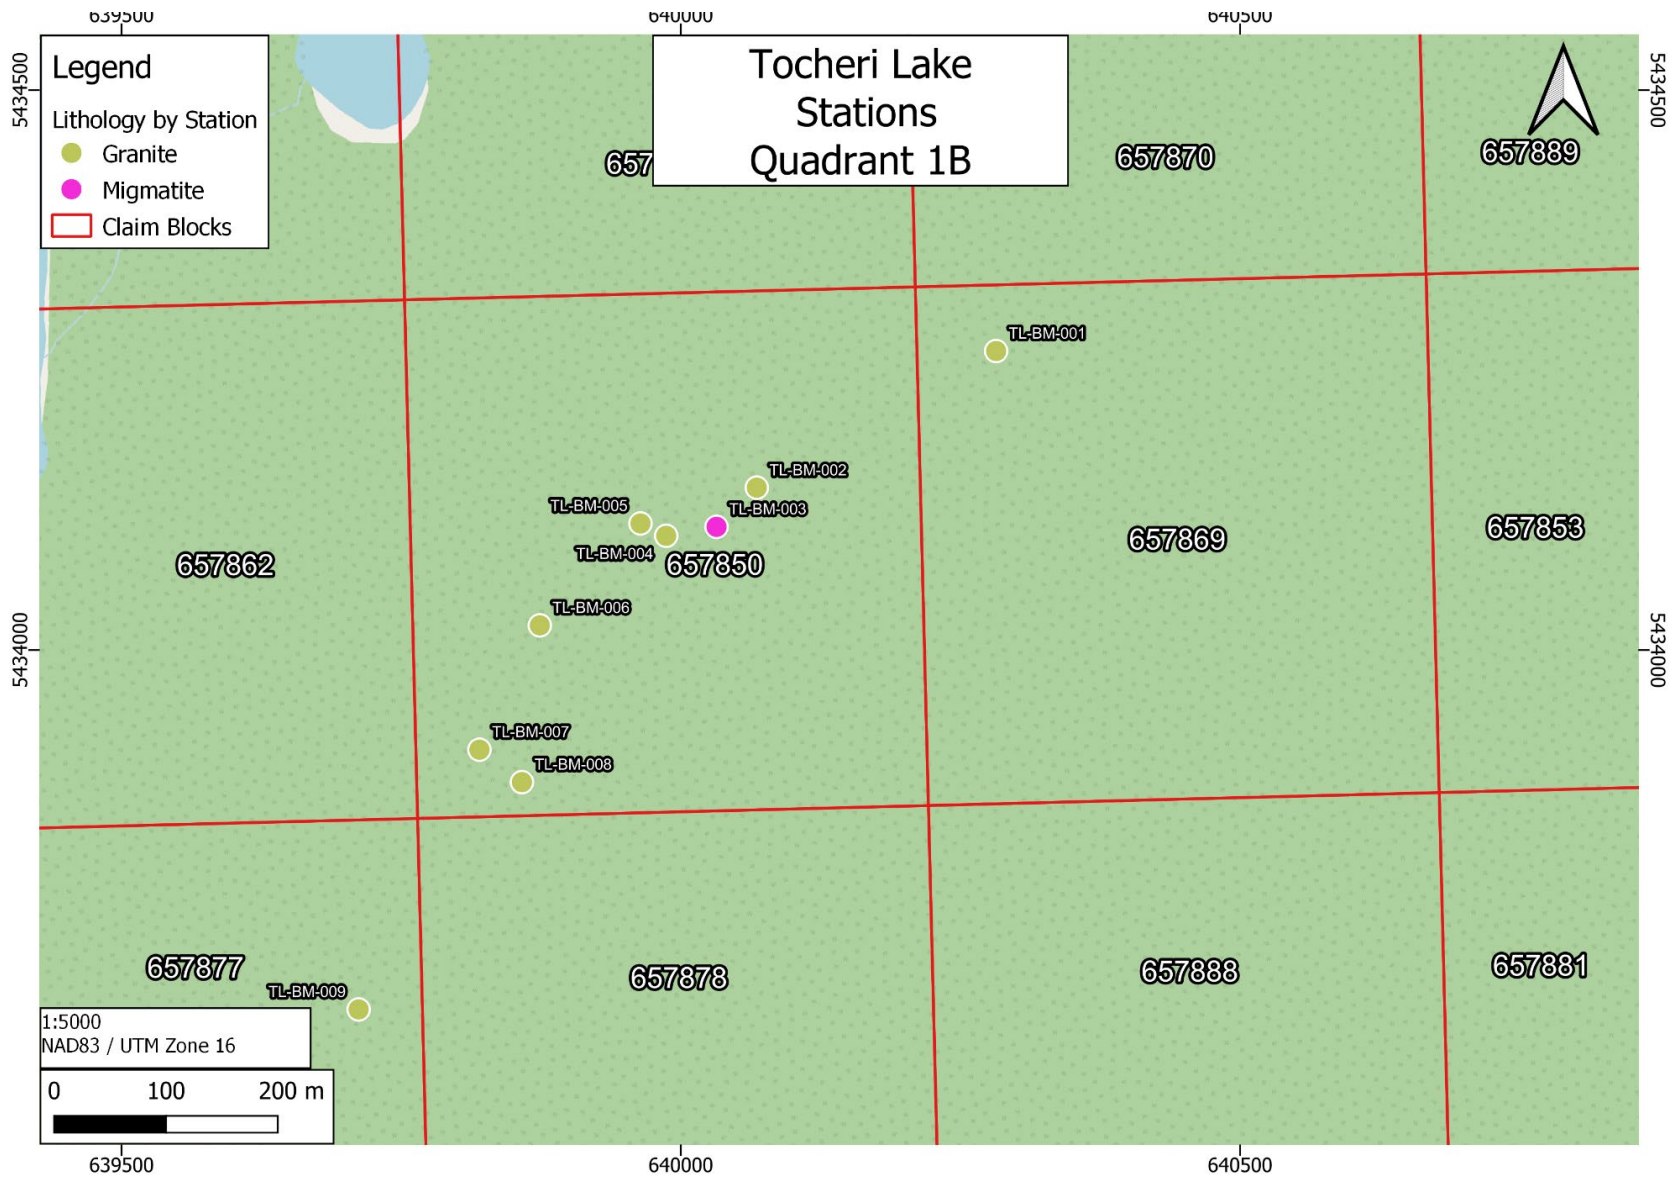 639500
640000
640500
Legend
Lithology by Station
Granite
Migmatite
Claim Blocks
Tocheri Lake
Stations
Quadrant 1B
5434500
5434500
657
657870
657889
TL-BM-001
TL-BM-002
TL-BM-005
TL-BM-003
TL-BM-004
657862
657850
657869
657853
TL-BM-006
5434000
5434000
TL-BM-007
TL-BM-008
657877
657878
657888
657881
TL-BM-009
1:5000
NAD83 / UTM Zone 16
0 100 200 m
639500
640000
640500